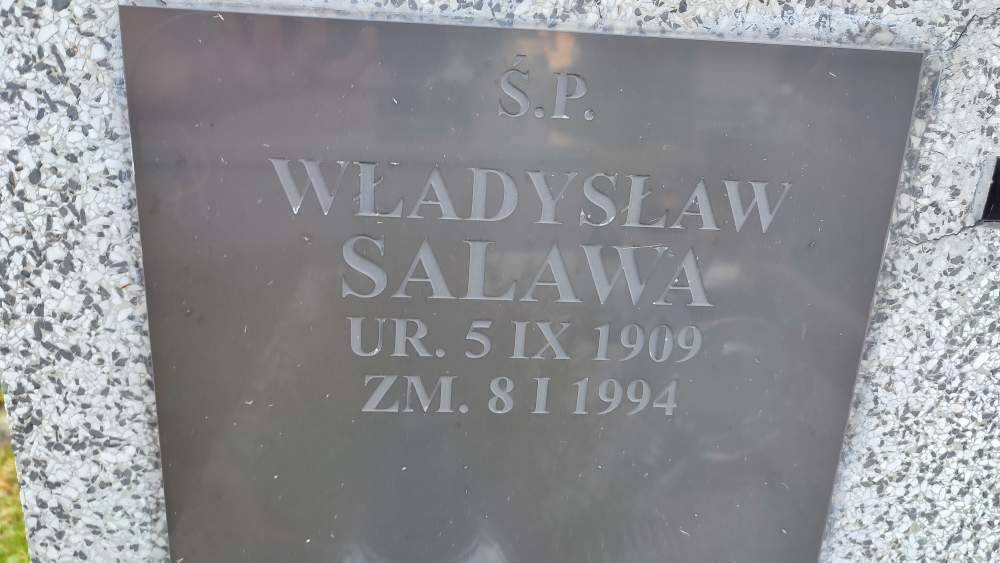 Ś.P.
WŁADYSŁAW
SALAWA
UR. 5 IX 1909
ZM. 8 I 1994